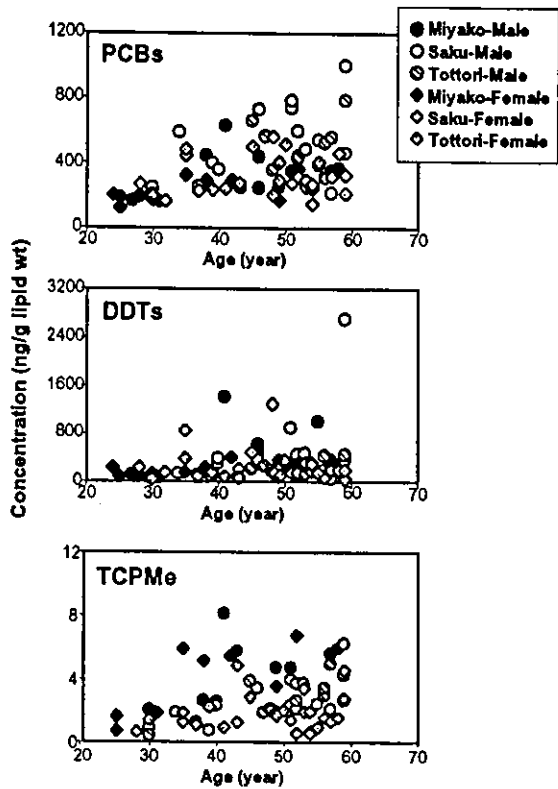 Miyako-Male
Saku-Male
Tottori-Male
Miyako-Female
Saku-Female
Tottori-Female
PCBs
1200
800
400
0
20 30 40 50 60 70
Age (year)
Concentration (ng/g lipid wt)
DDTs
3200
2400
1600
800
0
20 30 40 50 60 70
Age (year)
TCPMe
12
8
4
0
20 30 40 50 60 70
Age (year)